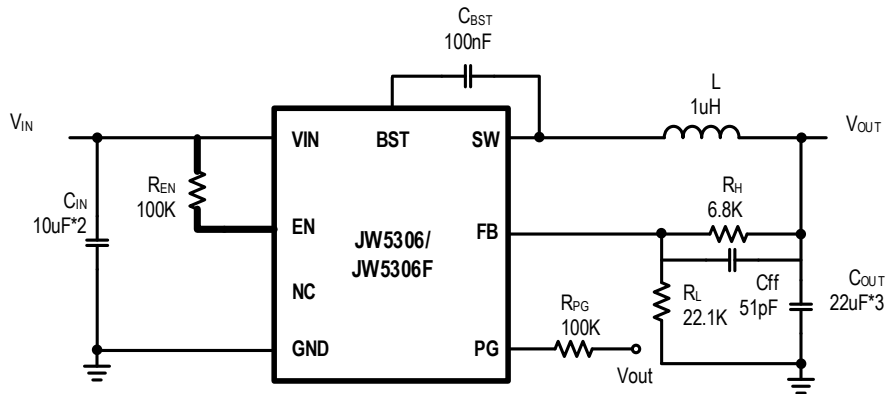 CBST
100nF
L
1uH
VIN
VIN
BST
SW
VOUT
REN
100K
CIN
10uF*2
RH
6.8K
EN
FB
JW5306/
JW5306F
NC
RPG
100K
RL
22.1K
Cff
51pF
COUT
22uF*3
GND
PG
Vout